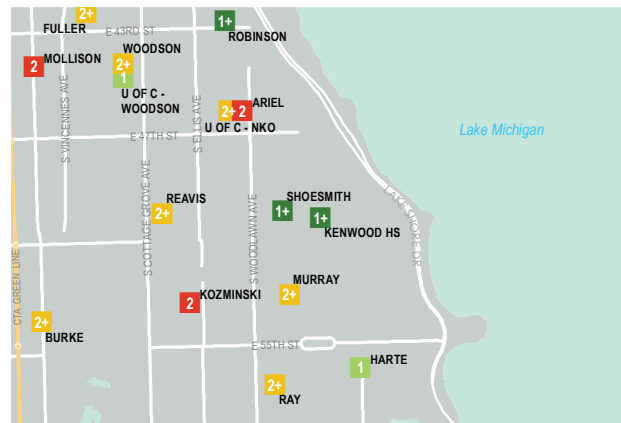 2+
1+
FULLER
E 43RD ST
ROBINSON
WOODSON
MOLLISON
2
2+
1
U OF C -
WOODSON
2+
2
ARIEL
U OF C - NKO
E 47TH ST
Lake Michigan
S VINCENNES AVE
S ELLIS AVE
S COTTAGE GROVE AVE
S WOODLAWN AVE
LAKE SHORE DR
REAVIS
2+
SHOESMITH
1+
1+
KENWOOD HS
CTA GREEN LINE
2
KOZMINSKI
MURRAY
2+
2+
BURKE
E 55TH ST
1
HARTE
2+
RAY